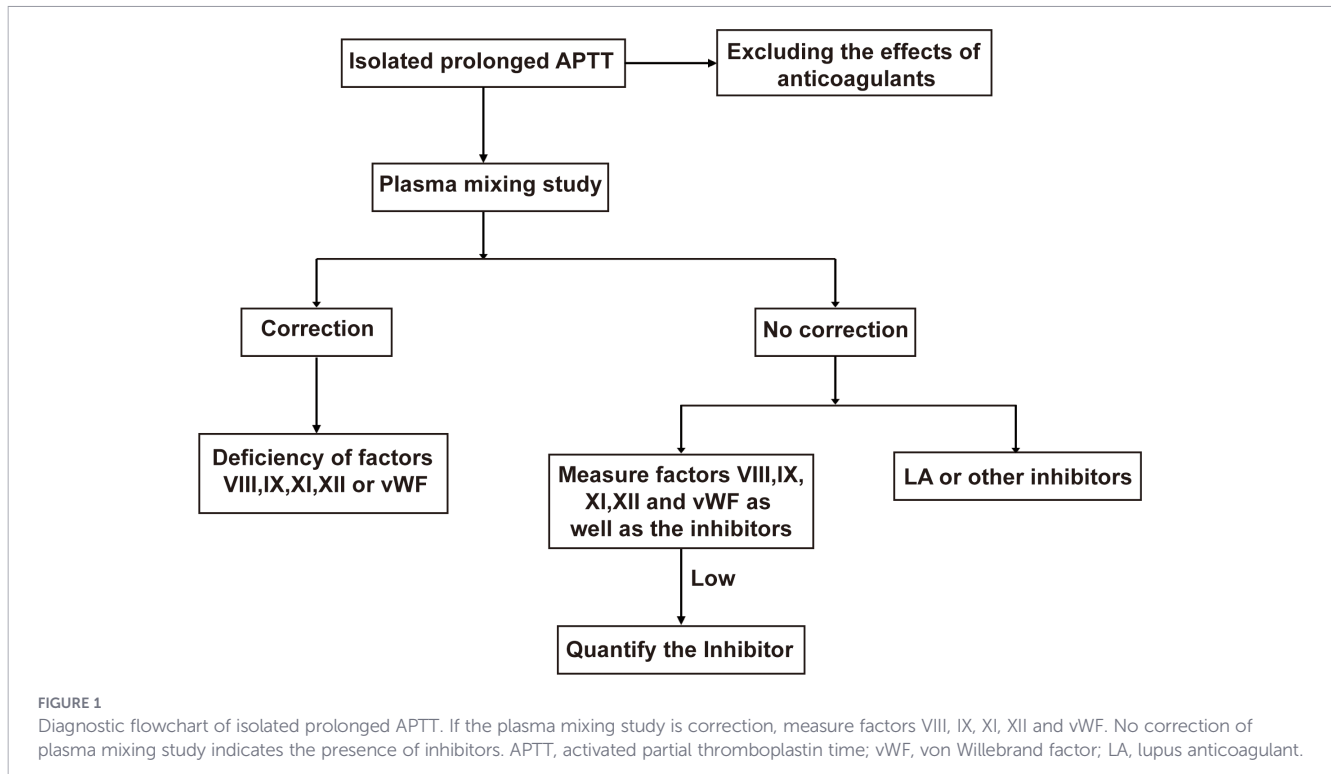 Isolated prolonged APTT
Excluding the effects of
anticoagulants
Plasma mixing study
Correction
No correction
Deficiency of factors
VIII,IX,XI,XII or vWF
Measure factors VIII,IX,
XI,XII and vWF as
well as the inhibitors
LA or other inhibitors
Low
Quantify the Inhibitor
FIGURE 1
Diagnostic flowchart of isolated prolonged APTT. If the plasma mixing study is correction, measure factors VIII, IX, XI, XII and vWF. No correction of
plasma mixing study indicates the presence of inhibitors. APTT, activated partial thromboplastin time; vWF, von Willebrand factor; LA, lupus anticoagulant.